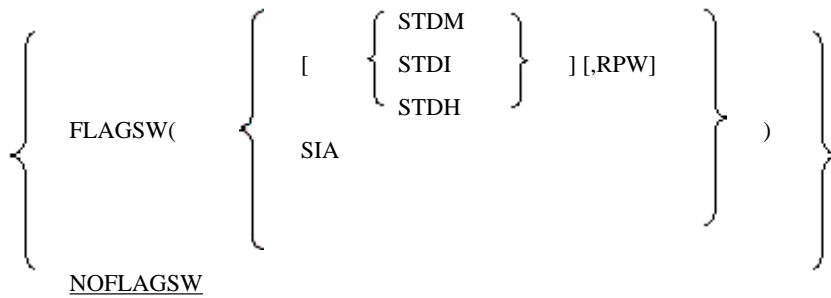 STDM
[ STDI ] [,RPW]
STDH
FLAGSW( )
SIA
NOFLAGSW